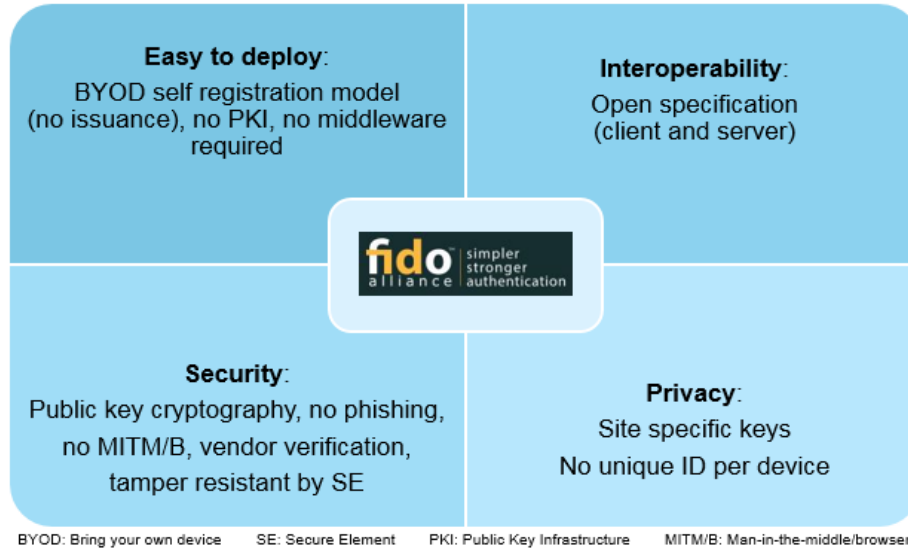 Easy to deploy:
BYOD self registration model
(no issuance), no PKI, no middleware
required
Interoperability:
Open specification
(client and server)
fido™
alliance
simpler
stronger
authentication
Security:
Public key cryptography, no phishing,
no MITM/B, vendor verification,
tamper resistant by SE
Privacy:
Site specific keys
No unique ID per device
BYOD: Bring your own device SE: Secure Element PKI: Public Key Infrastructure MITM/B: Man-in-the-middle/browser